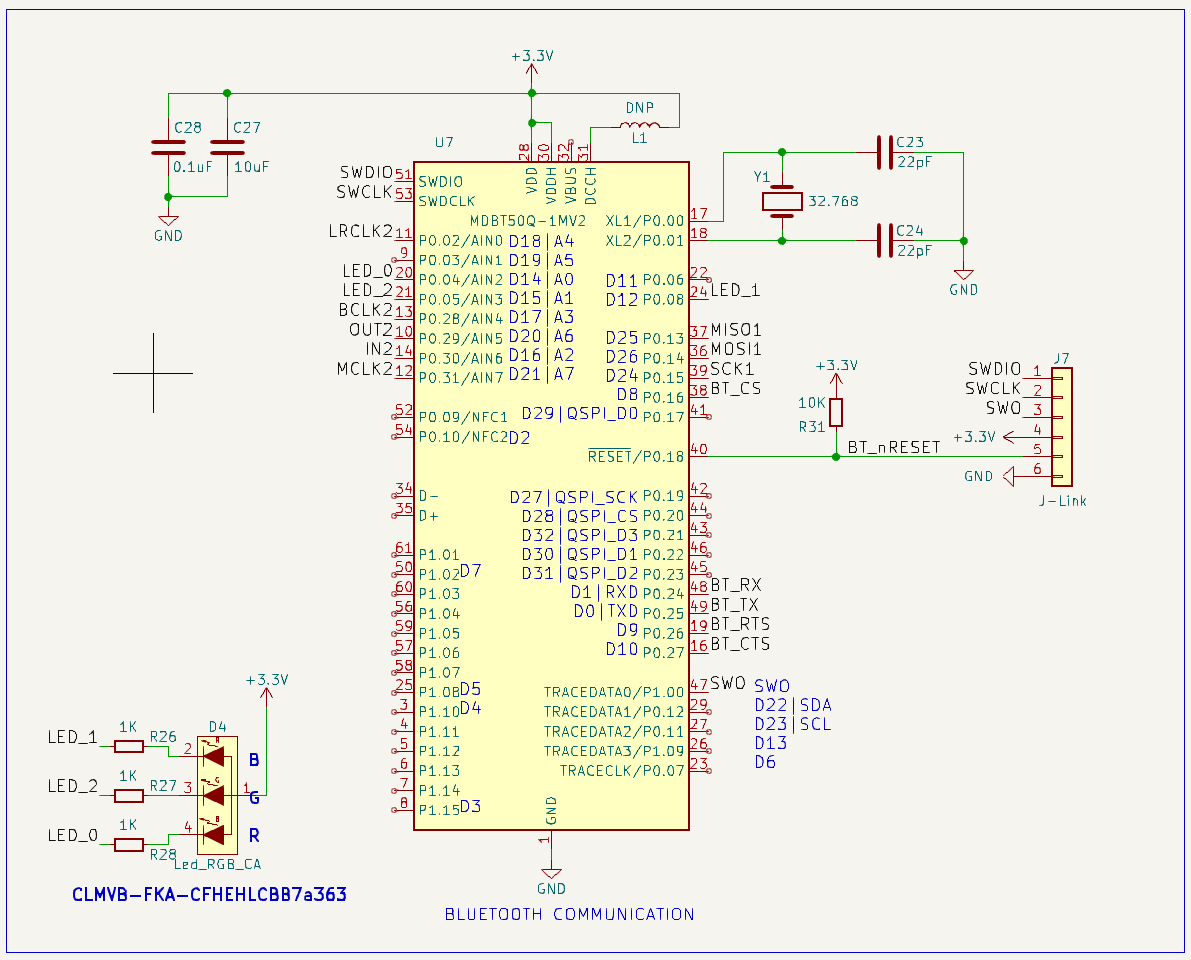 +3.3V
C28
0.1uF
C27
10uF
GND
DNP
L1
U7
28
30
32
31
VDD
VDDH
VBUS
DCCH
MDBT50Q-1MV2
SWDIO 51 SWDIO
SWCLK 53 SWDCLK
LRCLK2 11 P0.02/AIN0 D18|A4
9 P0.03/AIN1 D19|A5
LED_0 20 P0.04/AIN2 D14|A0
LED_2 21 P0.05/AIN3 D15|A1
BCLK2 13 P0.28/AIN4 D17|A3
OUT2 10 P0.29/AIN5 D20|A6
IN2 14 P0.30/AIN6 D16|A2
MCLK2 12 P0.31/AIN7 D21|A7
52 P0.09/NFC1
54 P0.10/NFC2 D2
34 D-
35 D+
61 P1.01
50 P1.02 D7
60 P1.03
56 P1.04
59 P1.05
57 P1.06
58 P1.07
25 P1.08 D5
3 P1.10 D4
4 P1.11
5 P1.12
6 P1.13
7 P1.14
8 P1.15 D3
XL1/P0.00 17
XL2/P0.01 18
D11 P0.06 22
D12 P0.08 24 LED_1
D25 P0.13 37 MISO1
D26 P0.14 36 MOSI1
D24 P0.15 39 SCK1
D8 P0.16 38 BT_CS
D29|QSPI_D0 P0.17 41
RESET/P0.18 40
D27|QSPI_SCK P0.19 42
D28|QSPI_CS P0.20 44
D32|QSPI_D3 P0.21 43
D30|QSPI_D1 P0.22 46
D31|QSPI_D2 P0.23 45
D1|RXD P0.24 48 BT_RX
D0|TXD P0.25 49 BT_TX
D9 P0.26 19 BT_RTS
D10 P0.27 16 BT_CTS
TRACEDATA0/P1.00 47 SWO SWO
TRACEDATA1/P0.12 29 D22|SDA
TRACEDATA2/P0.11 27 D23|SCL
TRACEDATA3/P1.09 26 D13
TRACECLK/P0.07 23 D6
GND
1
GND
Y1
32.768
C23
22pF
C24
22pF
GND
+3.3V
10K
R31
BT_nRESET
J7
SWDIO 1
SWCLK 2
SWO 3
+3.3V 4
5
GND 6
J-Link
+3.3V
D4
LED_1 1K R26 2 B
LED_2 1K R27 3 1 G
LED_0 1K R28 4 R
Led_RGB_CA
CLMVB-FKA-CFHEHLCBB7a363
BLUETOOTH COMMUNICATION